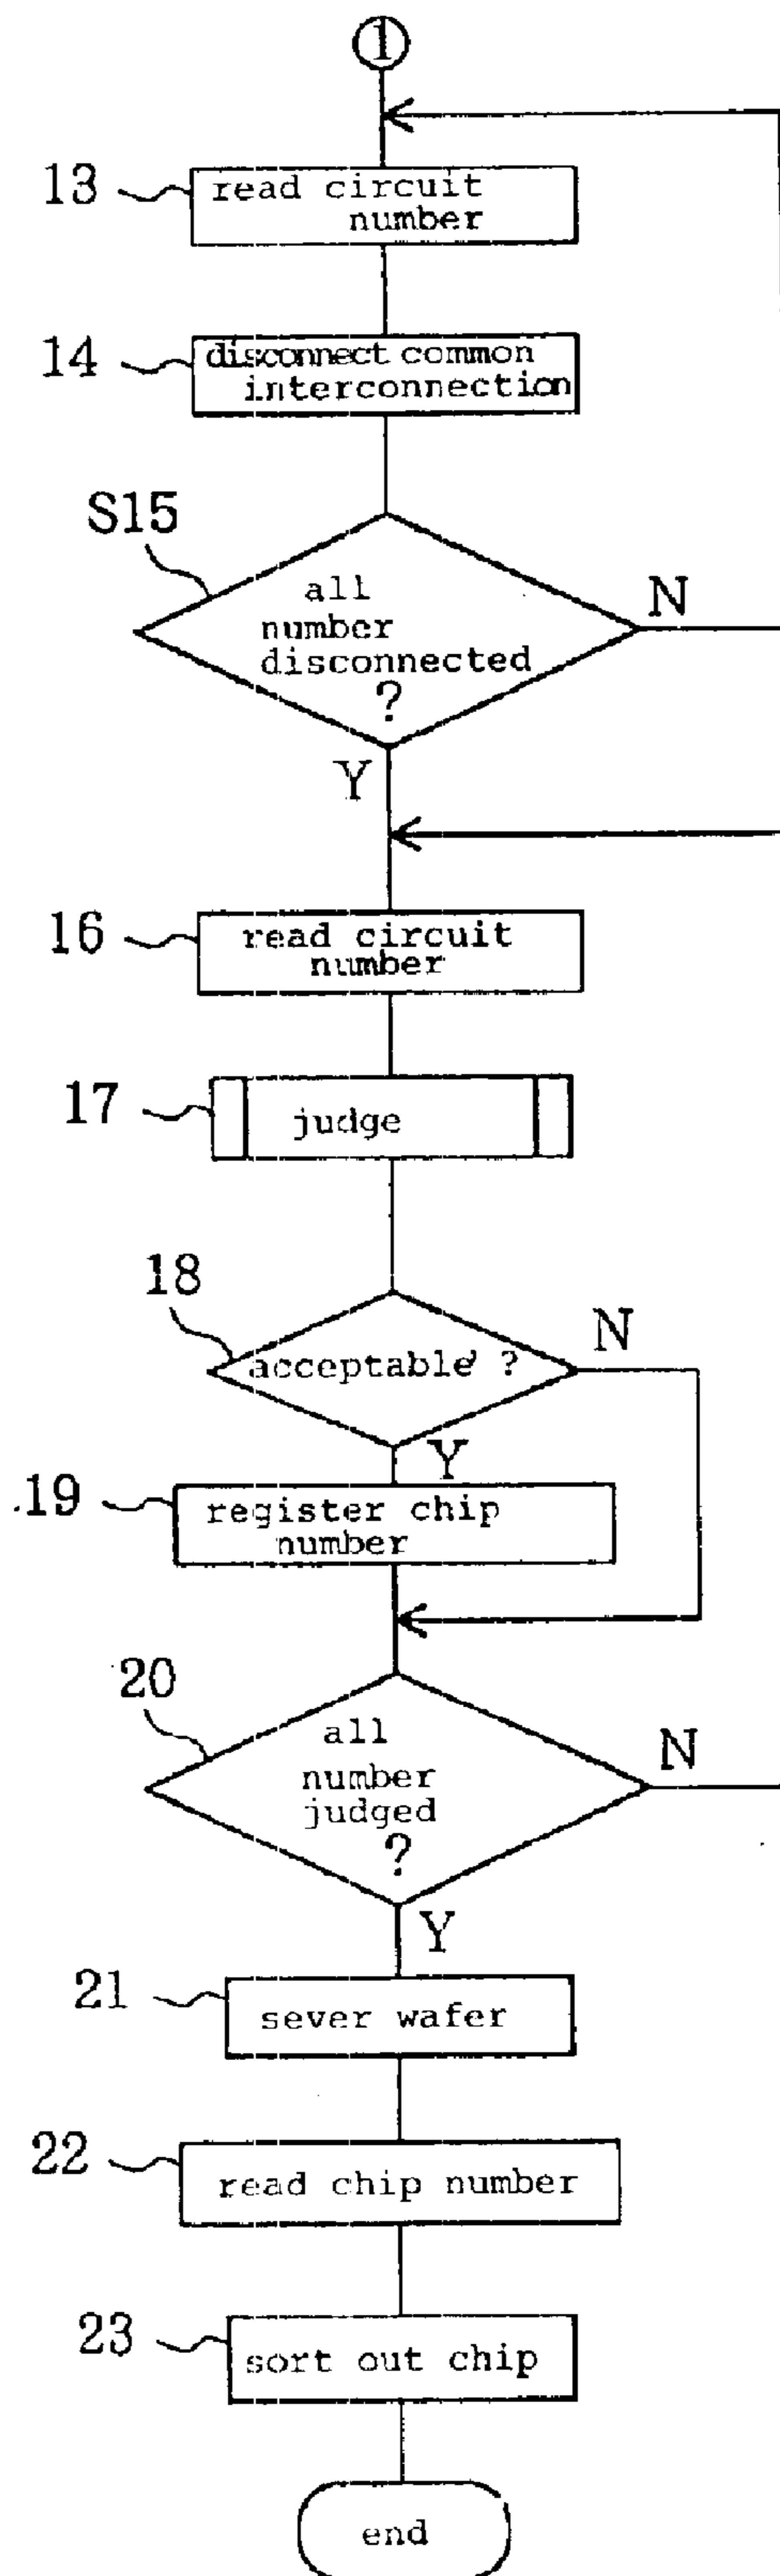 1
13
read circuit
number
14
disconnect common
interconnection
S15
all
number
disconnected
?
N
Y
16
read circuit
number
17
judge
18
acceptable ?
N
Y
19
register chip
number
20
all
number
judged
?
N
Y
21
sever wafer
22
read chip number
23
sort out chip
end